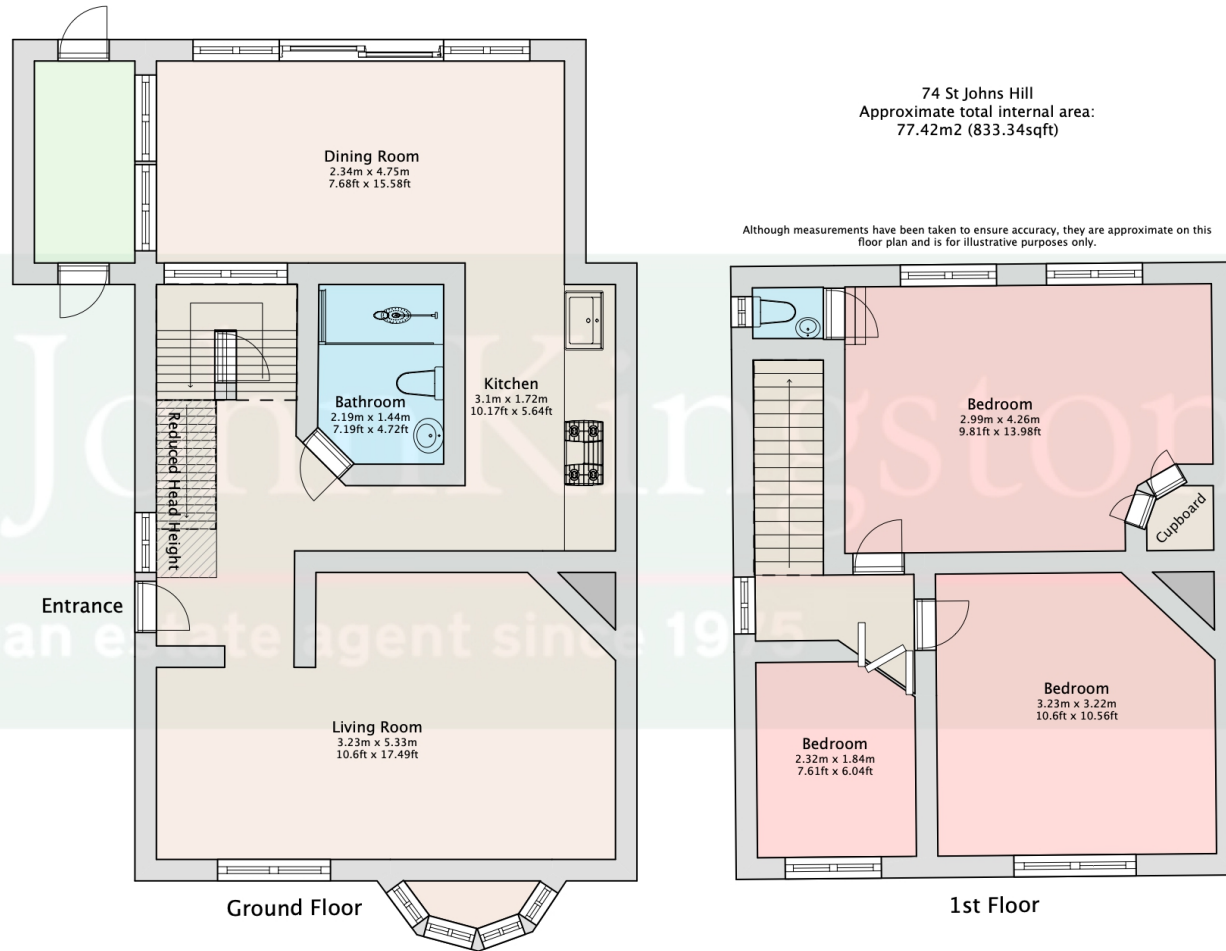 74 St Johns Hill
Approximate total internal area:
77.42m2 (833.34sqft)
Although measurements have been taken to ensure accuracy, they are approximate on this
floor plan and is for illustrative purposes only.
Dining Room
2.34m x 4.75m
7.68ft x 15.58ft
Kitchen
3.1m x 1.72m
10.17ft x 5.64ft
Bathroom
2.19m x 1.44m
7.19ft x 4.72ft
Reduced Head Height
Entrance
Living Room
3.23m x 5.33m
10.6ft x 17.49ft
Ground Floor
Bedroom
2.99m x 4.26m
9.81ft x 13.98ft
Cupboard
Bedroom
3.23m x 3.22m
10.6ft x 10.56ft
Bedroom
2.32m x 1.84m
7.61ft x 6.04ft
1st Floor
John Kingston
an estate agent since 1975